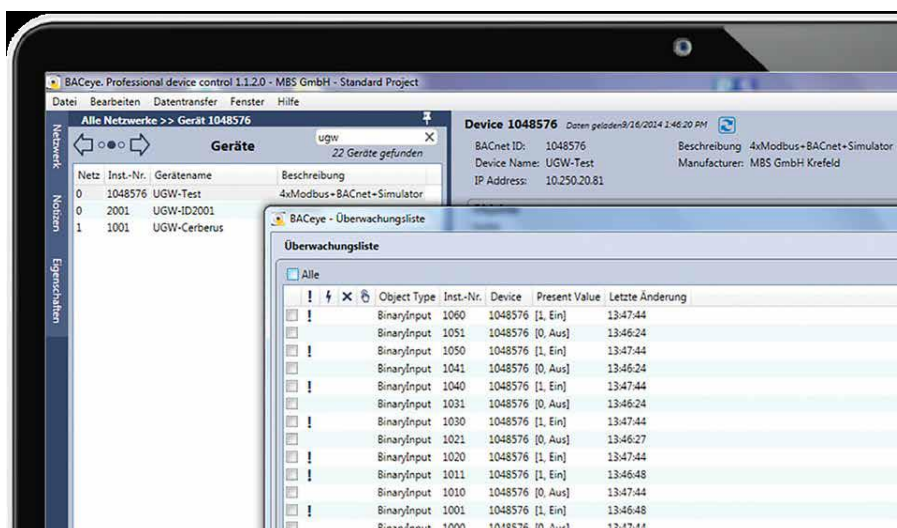 BACeye. Professional device control 1.1.2.0 - MBS GmbH - Standard Project
Datei Bearbeiten Datentransfer Fenster Hilfe
Netzwerk
Notizen
Eigenschaften
Alle Netzwerke >> Gerät 1048576
Geräte
ugw X
22 Geräte gefunden
Netz Inst.-Nr. Gerätename Beschreibung
0 1048576 UGW-Test 4xModbus+BACnet+Simulator
0 2001 UGW-ID2001
1 1001 UGW-Cerberus
Device 1048576 Daten geladen9/16/2014 1:46:20 PM
BACnet ID: 1048576 Beschreibung 4xModbus+BACnet+Simulator
Device Name: UGW-Test Manufacturer: MBS GmbH Krefeld
IP Address: 10.250.20.81
BACeye - Überwachungsliste
Überwachungsliste
Alle
! Object Type Inst.-Nr. Device Present Value Letzte Änderung
! BinaryInput 1060 1048576 [1, Ein] 13:47:44
BinaryInput 1051 1048576 [0, Aus] 13:46:24
! BinaryInput 1050 1048576 [1, Ein] 13:47:44
BinaryInput 1041 1048576 [0, Aus] 13:46:24
! BinaryInput 1040 1048576 [1, Ein] 13:47:44
BinaryInput 1031 1048576 [0, Aus] 13:46:24
! BinaryInput 1030 1048576 [1, Ein] 13:47:44
BinaryInput 1021 1048576 [0, Aus] 13:46:27
! BinaryInput 1020 1048576 [1, Ein] 13:47:44
! BinaryInput 1011 1048576 [1, Ein] 13:46:48
BinaryInput 1010 1048576 [0, Aus] 13:47:44
! BinaryInput 1001 1048576 [1, Ein] 13:46:48
BinaryInput 1000 1048576 [0, Aus] 13:47:44